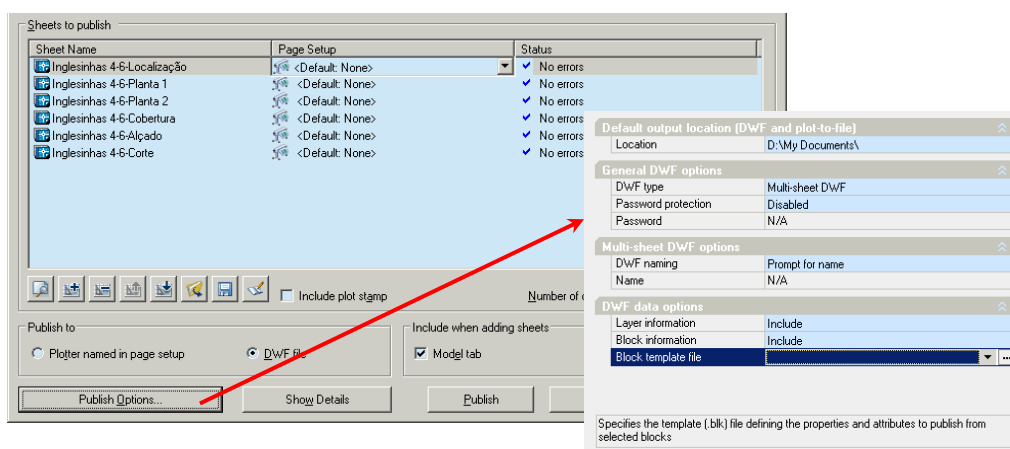 Sheets to publish
Sheet Name Page Setup Status
Inglesinhas 4-6-Localização <Default: None> No errors
Inglesinhas 4-6-Planta 1 <Default: None> No errors
Inglesinhas 4-6-Planta 2 <Default: None> No errors
Inglesinhas 4-6-Cobertura <Default: None> No errors
Inglesinhas 4-6-Alçado <Default: None> No errors
Inglesinhas 4-6-Corte <Default: None> No errors
Include plot stamp Number of
Publish to
Plotter named in page setup DWF file
Include when adding sheets
Model tab
Publish Options... Show Details Publish
Default output location (DWF and plot-to-file)
Location D:\My Documents\
General DWF options
DWF type Multi-sheet DWF
Password protection Disabled
Password N/A
Multi-sheet DWF options
DWF naming Prompt for name
Name N/A
DWF data options
Layer information Include
Block information Include
Block template file ...
Specifies the template (.blk) file defining the properties and attributes to publish from
selected blocks